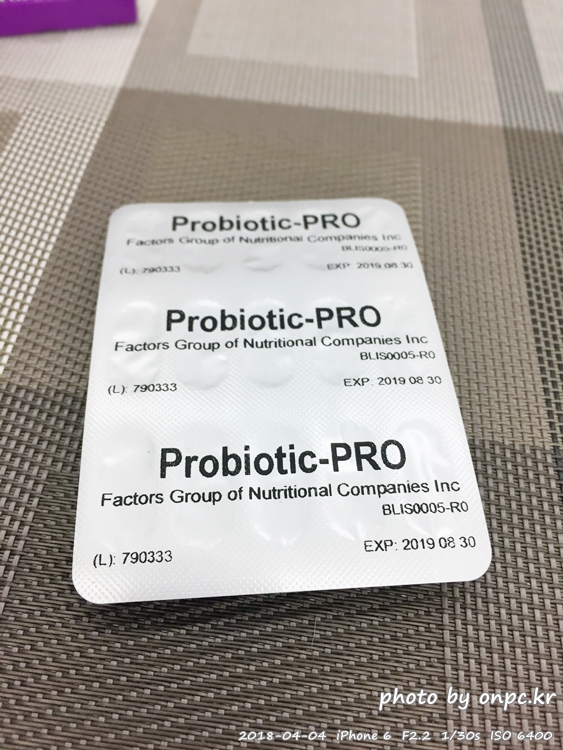 Probiotic-PRO
Factors Group of Nutritional Companies Inc
BLIS0005-R0
(L): 790333
EXP: 2019 08 30
Probiotic-PRO
Factors Group of Nutritional Companies Inc
BLIS0005-R0
(L): 790333
EXP: 2019 08 30
Probiotic-PRO
Factors Group of Nutritional Companies Inc
BLIS0005-R0
(L): 790333
EXP: 2019 08 30
photo by onpc.kr
2018-04-04 iPhone 6 F2.2 1/30s ISO 6400